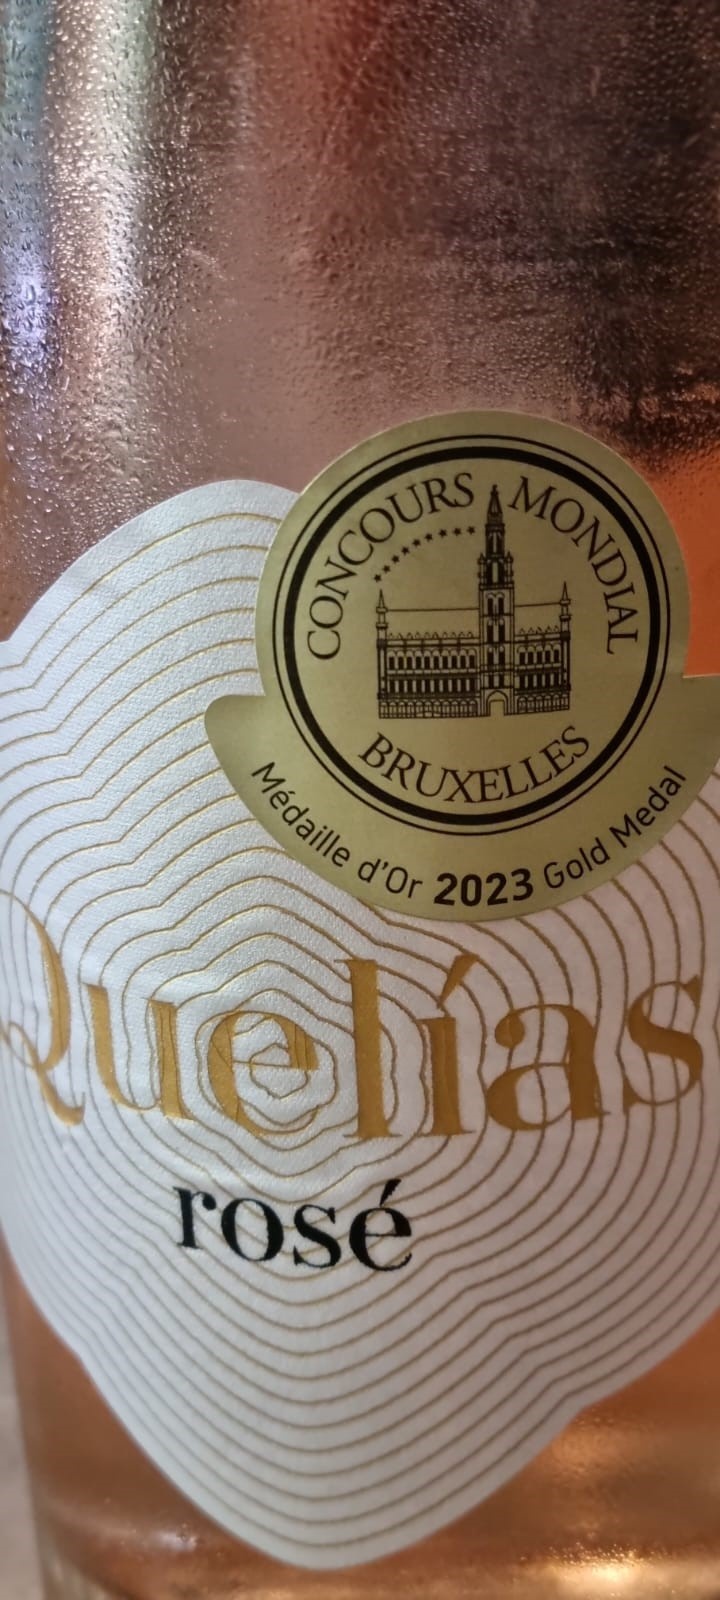 CONCOURS MONDIAL
BRUXELLES
Médaille d'Or 2023 Gold Medal
Quelías
rosé